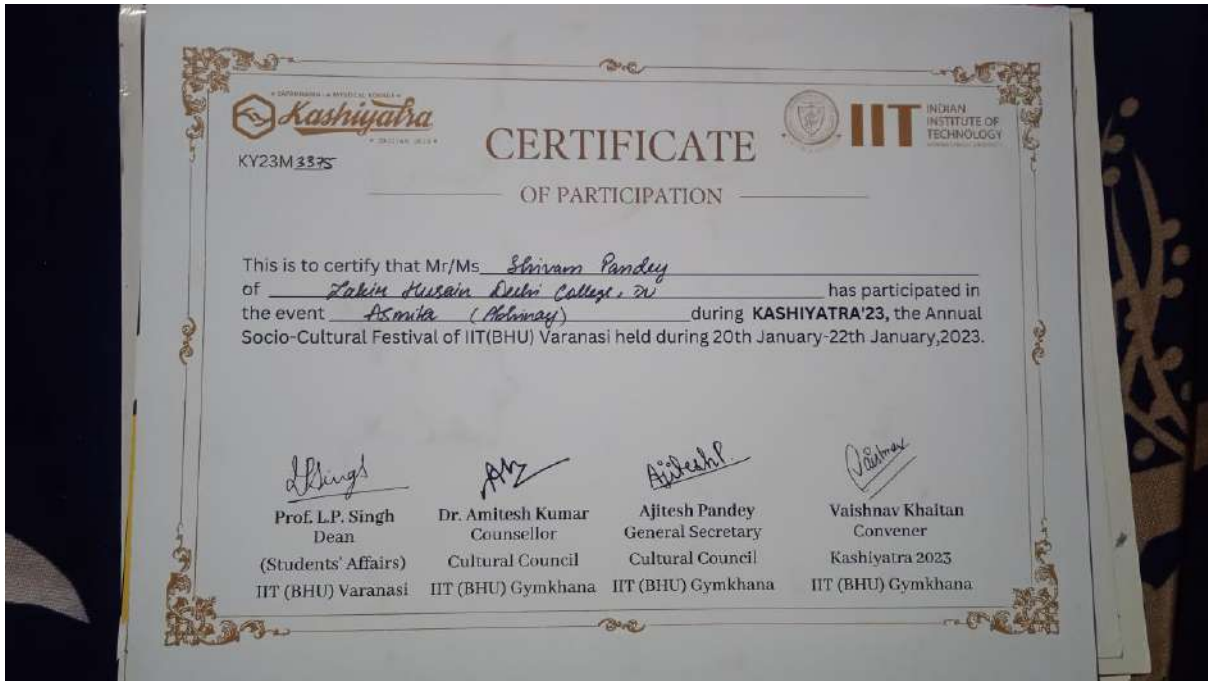 Kashiyatra
IIT
INDIAN
INSTITUTE OF
TECHNOLOGY
KY23M3375
CERTIFICATE
OF PARTICIPATION
This is to certify that Mr/Ms Shivam Pandey
of Zakir Husain Delhi College, DU has participated in
the event Asmita (Abhinay) during KASHIYATRA'23, the Annual
Socio-Cultural Festival of IIT(BHU) Varanasi held during 20th January-22th January,2023.
LPSingh
AjiteshP.
Prof. L.P. Singh
Dean
(Students' Affairs)
IIT (BHU) Varanasi
Dr. Amitesh Kumar
Counsellor
Cultural Council
IIT (BHU) Gymkhana
Ajitesh Pandey
General Secretary
Cultural Council
IIT (BHU) Gymkhana
Vaishnav Khaitan
Convener
Kashiyatra 2023
IIT (BHU) Gymkhana